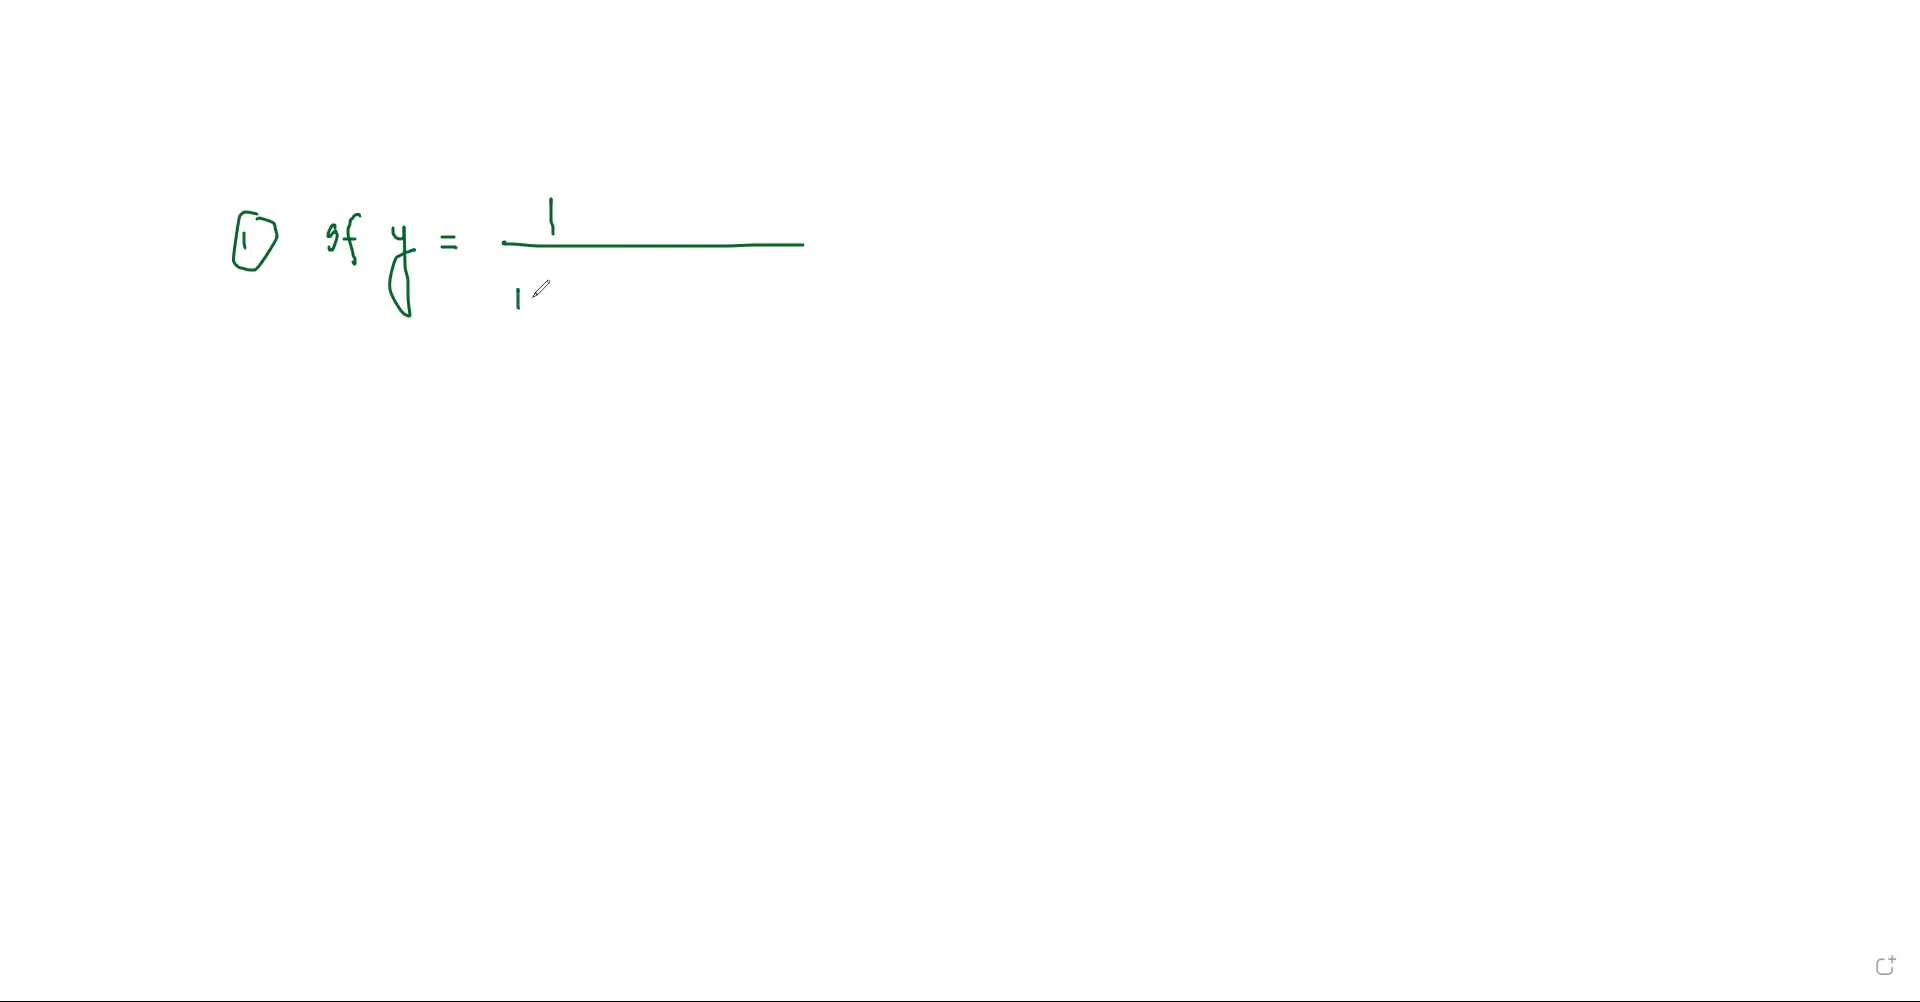 ① If y = 1
1